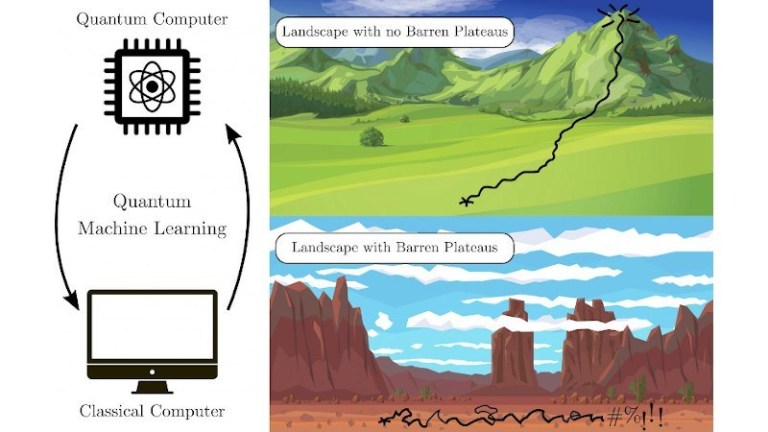 Quantum Computer
Quantum
Machine Learning
Classical Computer
Landscape with no Barren Plateaus
Landscape with Barren Plateaus
#%!!!